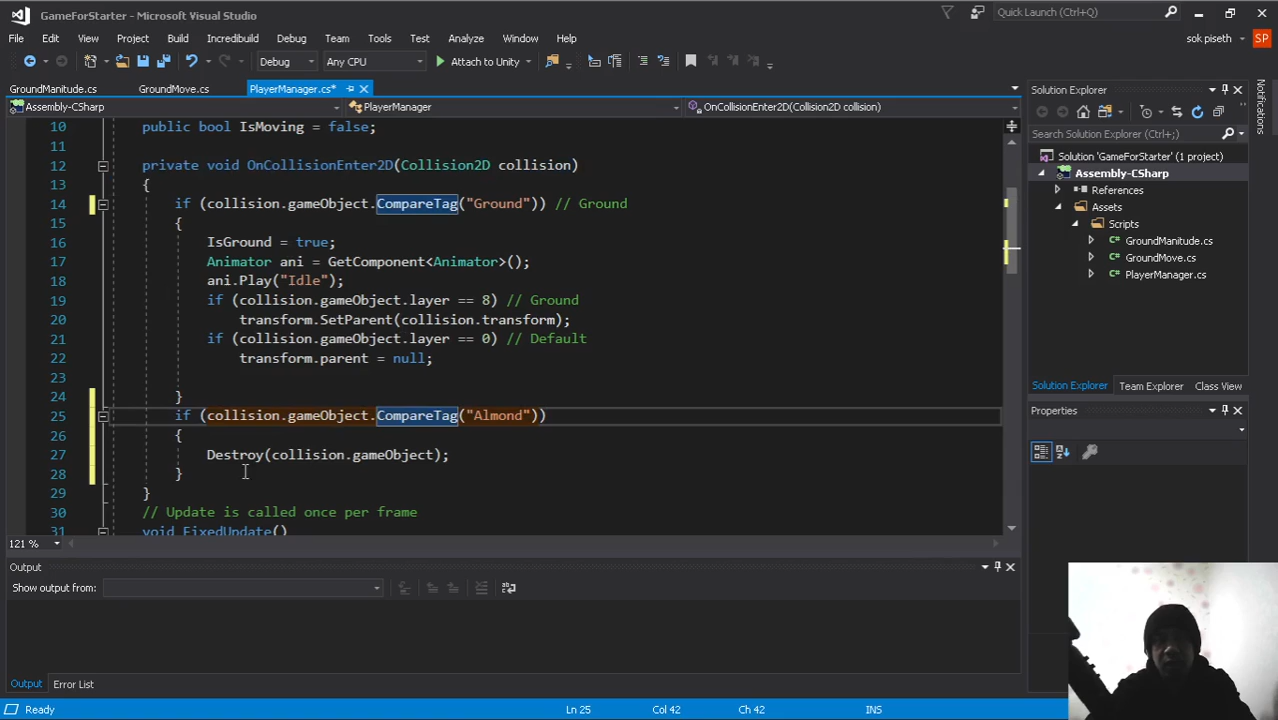 GameForStarter - Microsoft Visual Studio
Quick Launch (Ctrl+Q)
File Edit View Project Build Incredibuild Debug Team Tools Test Analyze Window Help
sok piseth SP
Debug Any CPU Attach to Unity
GroundManitude.cs GroundMove.cs PlayerManager.cs*
Assembly-CSharp PlayerManager OnCollisionEnter2D(Collision2D collision)
10 public bool IsMoving = false;
11
12 private void OnCollisionEnter2D(Collision2D collision)
13 {
14 if (collision.gameObject.CompareTag("Ground")) // Ground
15 {
16 IsGround = true;
17 Animator ani = GetComponent<Animator>();
18 ani.Play("Idle");
19 if (collision.gameObject.layer == 8) // Ground
20 transform.SetParent(collision.transform);
21 if (collision.gameObject.layer == 0) // Default
22 transform.parent = null;
23
24 }
25 if (collision.gameObject.CompareTag("Almond"))
26 {
27 Destroy(collision.gameObject);
28 }
29 }
30 // Update is called once per frame
31 void FixedUpdate()
121 %
Output
Show output from:
Output Error List
Solution Explorer
Search Solution Explorer (Ctrl+;)
Solution 'GameForStarter' (1 project)
Assembly-CSharp
References
Assets
Scripts
C# GroundManitude.cs
C# GroundMove.cs
C# PlayerManager.cs
Solution Explorer Team Explorer Class View
Properties
Notifications
Ready Ln 25 Col 42 Ch 42 INS